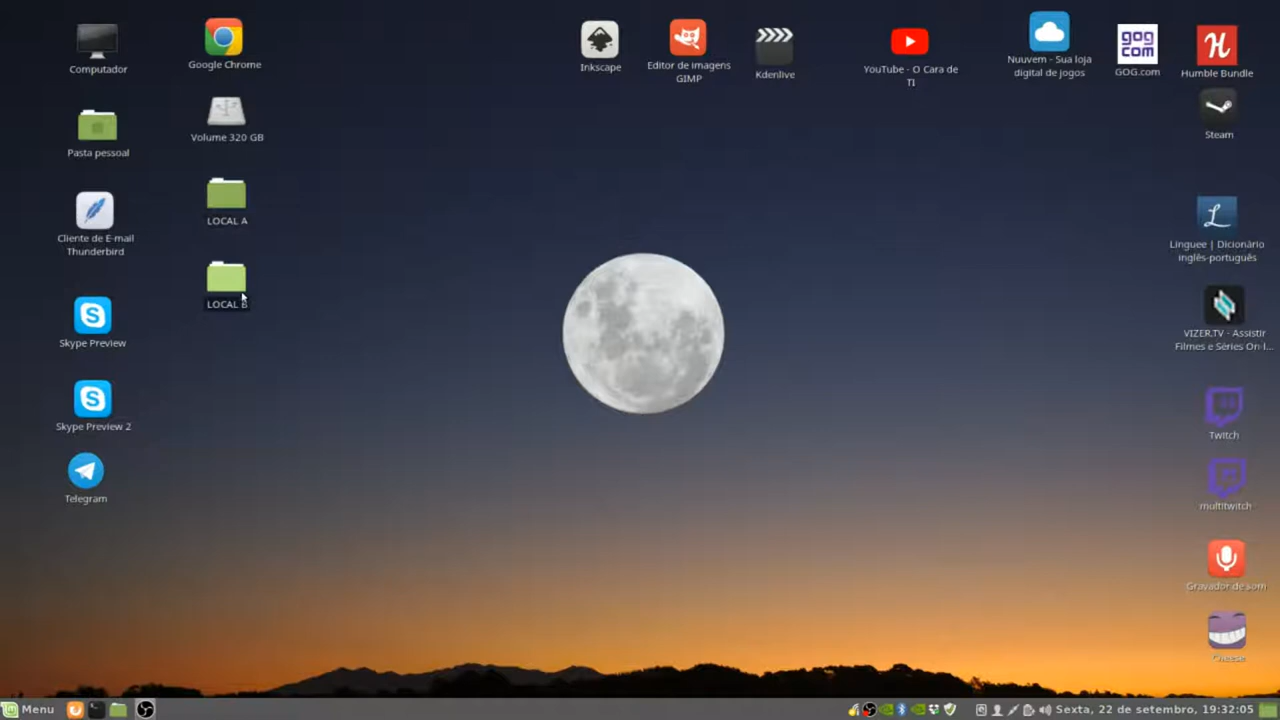 Computador
Google Chrome
Inkscape
Editor de imagens
GIMP
Kdenlive
YouTube - O Cara de
TI
Nuuvem - Sua loja
digital de jogos
gog
com
GOG.com
H
Humble Bundle
Pasta pessoal
Volume 320 GB
Steam
Cliente de E-mail
Thunderbird
LOCAL A
L
Linguee | Dicionário
inglês-português
LOCAL B
S
Skype Preview
VIZER.TV - Assistir
Filmes e Séries On-l...
S
Skype Preview 2
Twitch
Telegram
multitwitch
Gravador de som
Cheese
Menu
Sexta, 22 de setembro, 19:32:05